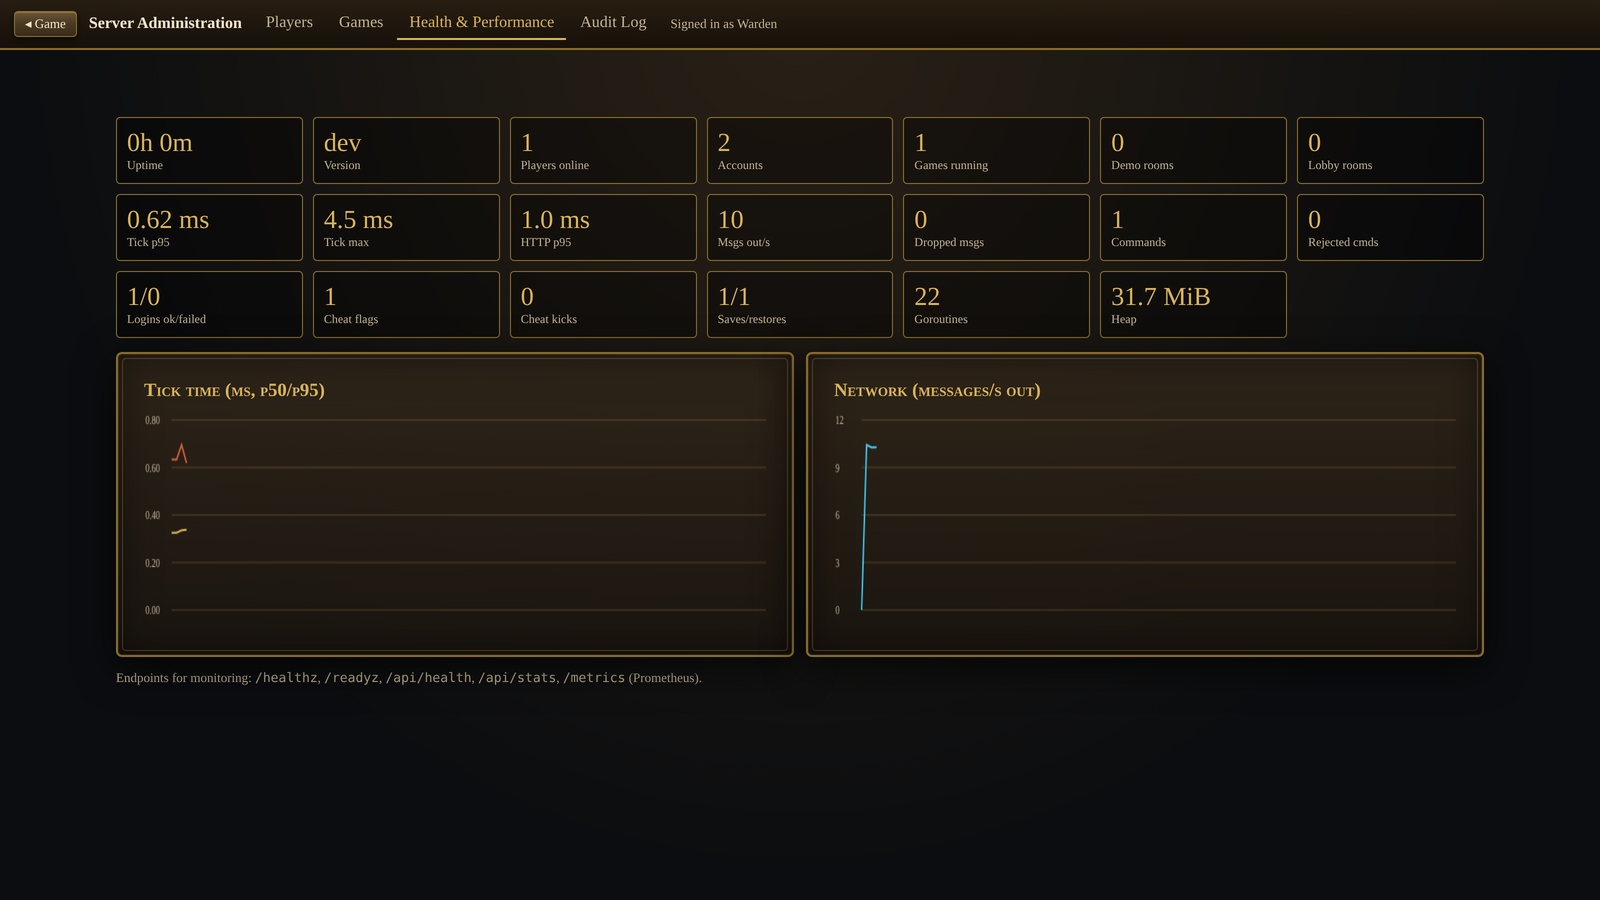 ◂ Game Server Administration Players Games Health & Performance Audit Log Signed in as Warden
0h 0m dev 1 2 1 0 0
Uptime Version Players online Accounts Games running Demo rooms Lobby rooms
0.62 ms 4.5 ms 1.0 ms 10 0 1 0
Tick p95 Tick max HTTP p95 Msgs out/s Dropped msgs Commands Rejected cmds
1/0 1 0 1/1 22 31.7 MiB
Logins ok/failed Cheat flags Cheat kicks Saves/restores Goroutines Heap
Tick time (ms, p50/p95)
0.80
0.60
0.40
0.20
0.00
Network (messages/s out)
12
9
6
3
0
Endpoints for monitoring: /healthz, /readyz, /api/health, /api/stats, /metrics (Prometheus).